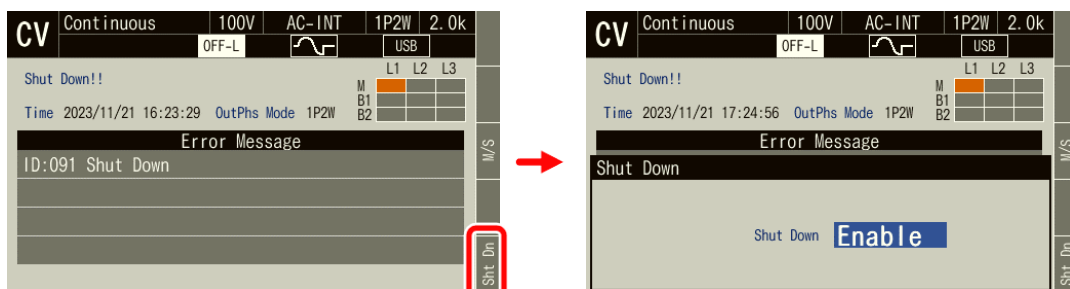 CV Continuous 100V AC-INT 1P2W 2.0k
OFF-L USB
Shut Down!!
L1 L2 L3
M
B1
B2
Time 2023/11/21 16:23:29 OutPhs Mode 1P2W
Error Message
ID:091 Shut Down
M/S
Sht Dn
CV Continuous 100V AC-INT 1P2W 2.0k
OFF-L USB
Shut Down!!
L1 L2 L3
M
B1
B2
Time 2023/11/21 17:24:56 OutPhs Mode 1P2W
Error Message
Shut Down
Shut Down Enable
M/S
Sht Dn